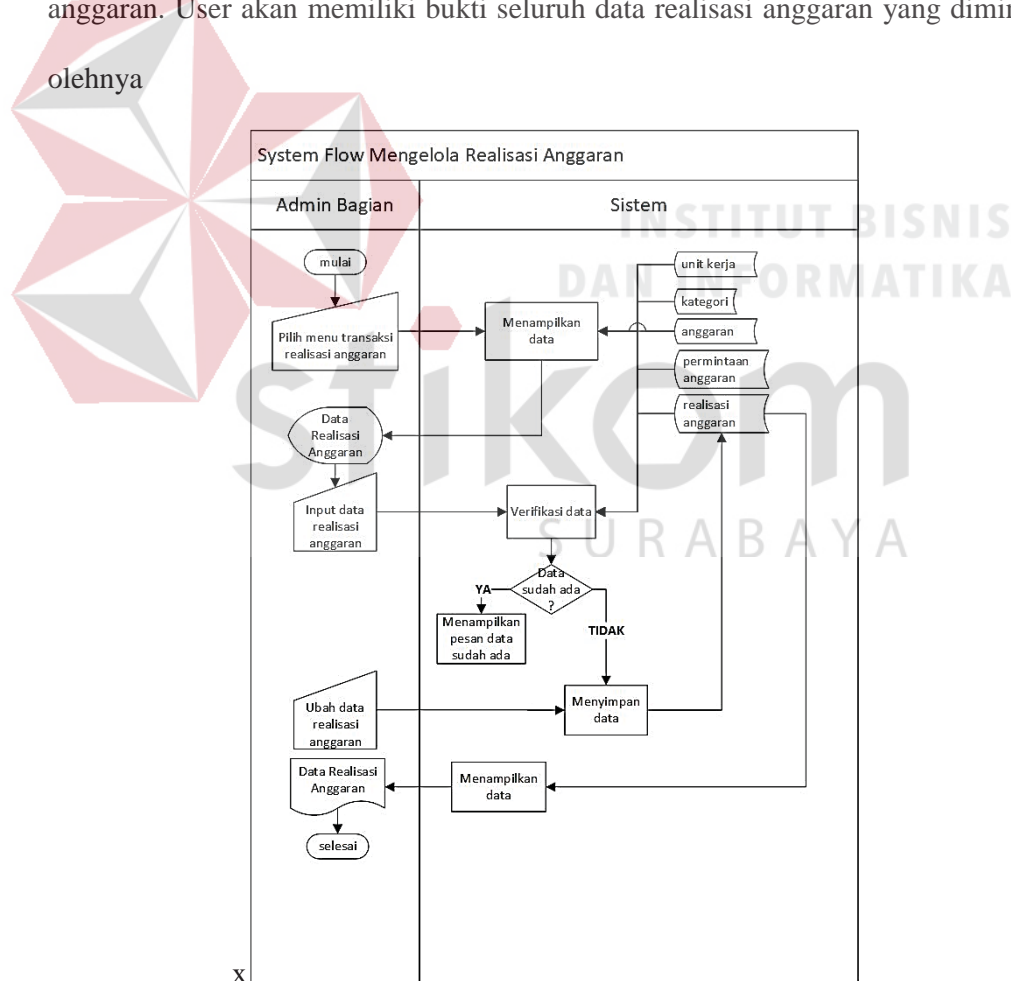 anggaran. User akan memiliki bukti seluruh data realisasi anggaran yang
olehnya
System Flow Mengelola Realisasi Anggaran
Admin Bagian
Sistem
INSTITUT BISNIS
DAN INFORMATIKA
stikom
SURABAYA
mulai
Pilih menu transaksi
realisasi anggaran
Menampilkan
data
unit kerja
kategori
anggaran
permintaan
anggaran
realisasi
anggaran
Data
Realisasi
Anggaran
Input data
realisasi
anggaran
Verifikasi data
Data
sudah ada
?
YA
TIDAK
Menampilkan
pesan data
sudah ada
Ubah data
realisasi
anggaran
Menyimpan
data
Data Realisasi
Anggaran
Menampilkan
data
selesai
x